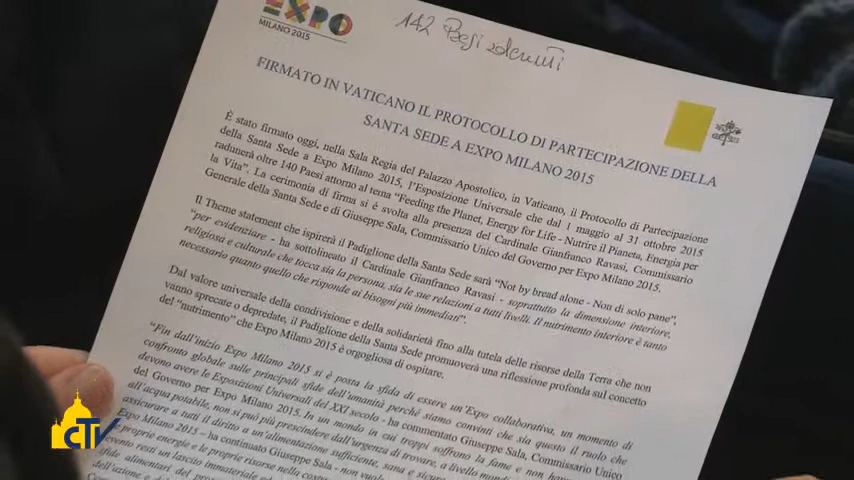 EXPO
MILANO 2015
142 Paesi aderenti
FIRMATO IN VATICANO IL PROTOCOLLO DI PARTECIPAZIONE DELLA
SANTA SEDE A EXPO MILANO 2015
È stato firmato oggi, nella Sala Regia del Palazzo Apostolico, in Vaticano, il Protocollo di Partecipazione
della Santa Sede a Expo Milano 2015, l'Esposizione Universale che dal 1 maggio al 31 ottobre 2015
radunerà oltre 140 Paesi attorno al tema "Feeding the Planet, Energy for Life - Nutrire il Pianeta, Energia per
la Vita". La cerimonia di firma si è svolta alla presenza del Cardinale Gianfranco Ravasi, Commissario
Generale della Santa Sede e di Giuseppe Sala, Commissario Unico del Governo per Expo Milano 2015.
Il Theme statement che ispirerà il Padiglione della Santa Sede sarà "Not by bread alone - Non di solo pane",
"per evidenziare - ha sottolineato il Cardinale Gianfranco Ravasi - soprattutto la dimensione interiore,
religiosa e culturale che tocca sia la persona, sia le sue relazioni a tutti livelli. Il nutrimento interiore è tanto
necessario quanto quello che risponde ai bisogni più immediati".
Dal valore universale della condivisione e della solidarietà fino alla tutela delle risorse della Terra che non
vanno sprecate o depredate, il Padiglione della Santa Sede promuoverà una riflessione profonda sul concetto
del "nutrimento" che Expo Milano 2015 è orgogliosa di ospitare.
"Fin dall'inizio Expo Milano 2015 si è posta la sfida di essere un'Expo collaborativa, un momento di
confronto globale sulle principali sfide dell'umanità perché siamo convinti che sia questo il ruolo che
devono avere le Esposizioni Universali del XXI secolo - ha commentato Giuseppe Sala, Commissario Unico
del Governo per Expo Milano 2015. In un mondo in cui troppi soffrono la fame e non hanno
all'acqua potabile, non si può più prescindere dall'urgenza di trovare, a livello
assicurare a tutti il diritto a un'alimentazione sufficiente, sana e
Expo Milano 2015 – ha continuato Giuseppe Sala - non
proprie energie e le proprie risorse nella
evento resti un lascito immateriale
sfide alimentari del
dell'azione e
CTV